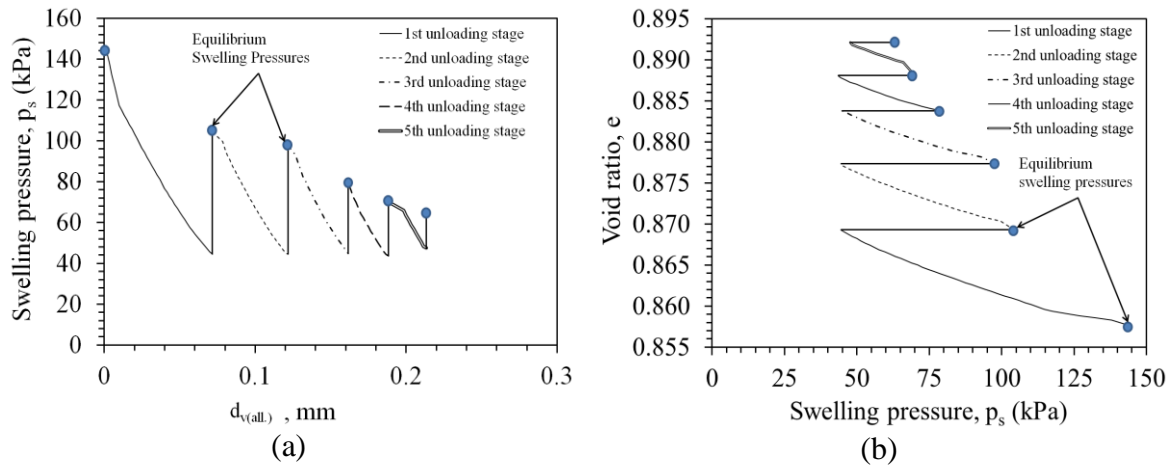 160
140
120
100
80
60
40
20
0
Swelling pressure, pₛ (kPa)
Equilibrium
Swelling Pressures
1st unloading stage
2nd unloading stage
3rd unloading stage
4th unloading stage
5th unloading stage
0 0.1 0.2 0.3
d_v(all.) , mm
(a)
0.895
0.890
0.885
0.880
0.875
0.870
0.865
0.860
0.855
Void ratio, e
1st unloading stage
2nd unloading stage
3rd unloading stage
4th unloading stage
5th unloading stage
Equilibrium
swelling pressures
0 25 50 75 100 125 150
Swelling pressure, pₛ (kPa)
(b)